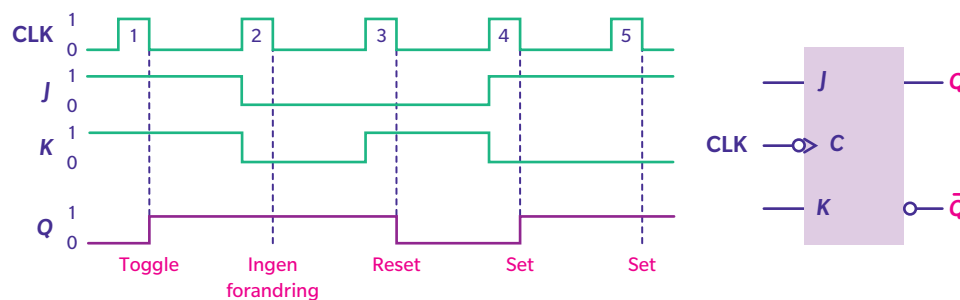 CLK 1 0 1 2 3 4 5
J 1 0
K 1 0
Q 1 0
Toggle Ingen forandring Reset Set Set
J Q
CLK C
K Q̅